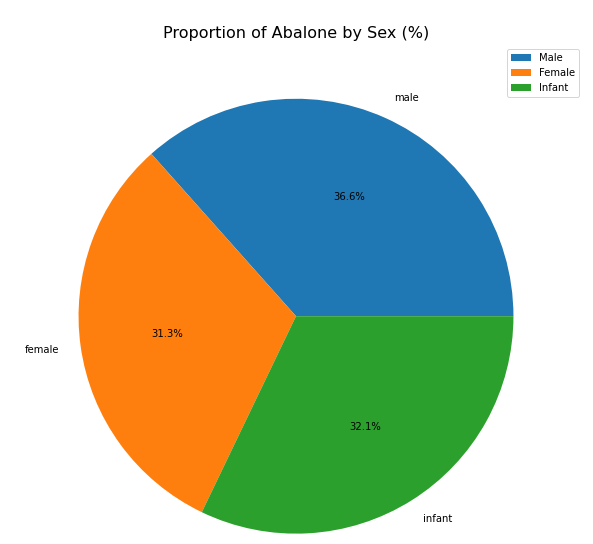 Proportion of Abalone by Sex (%)
Male
Female
Infant
male
36.6%
31.3%
female
32.1%
infant